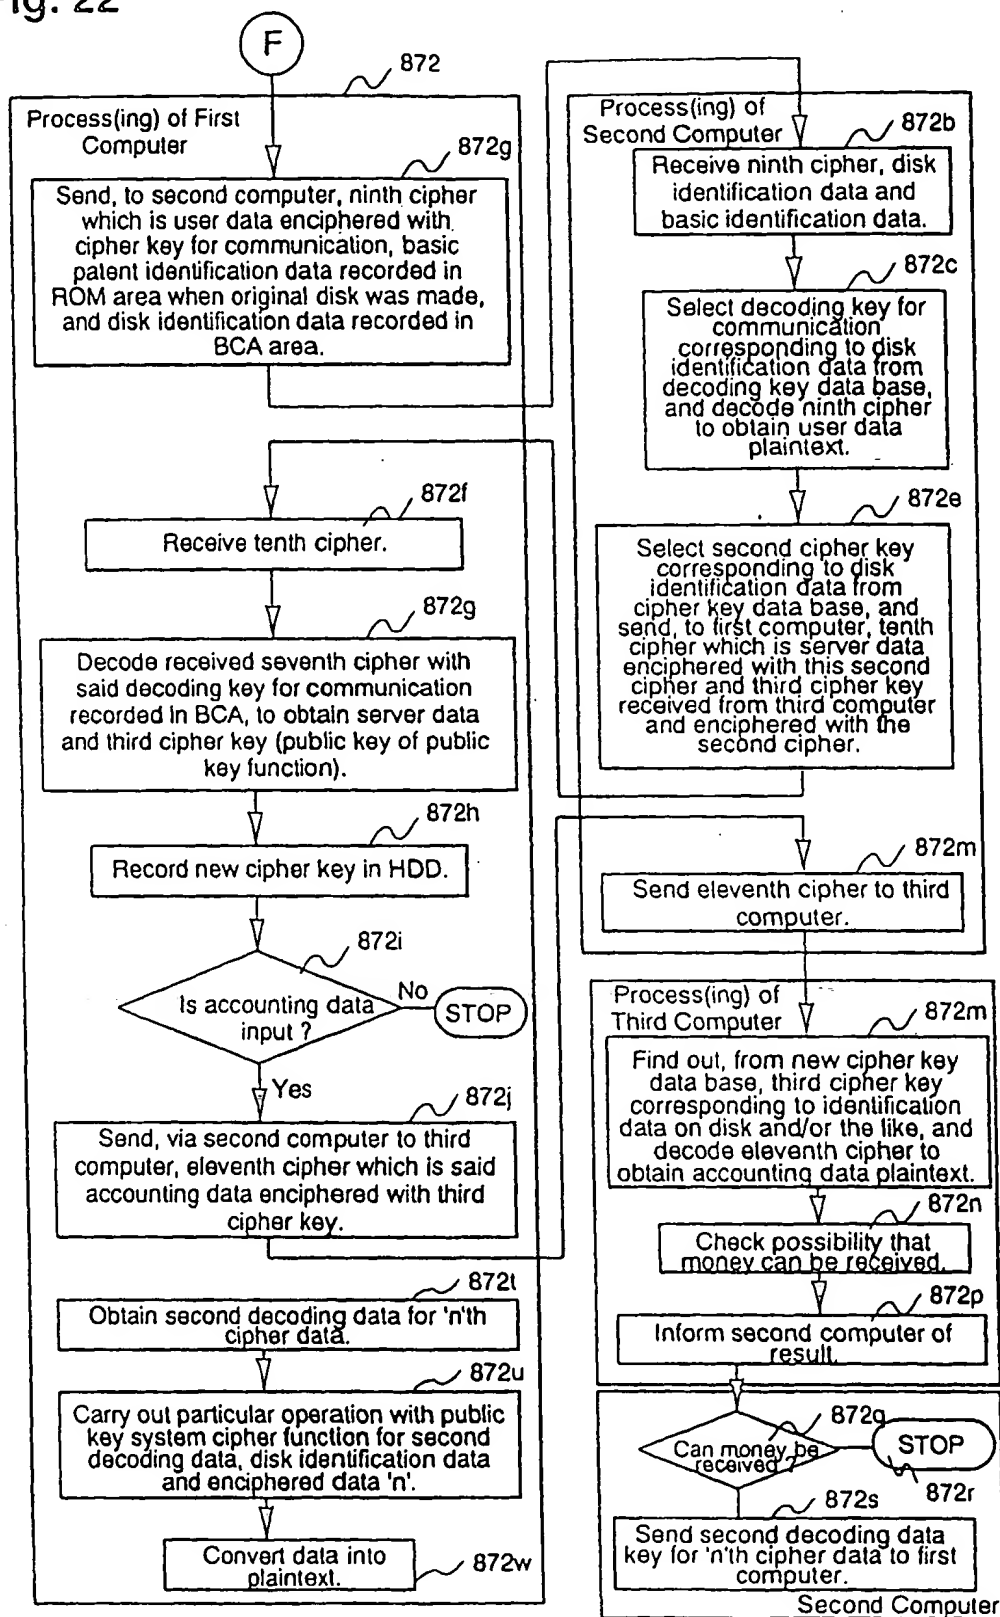 Fig. 22
F
872
Process(ing) of First
Computer
872g
Send, to second computer, ninth cipher
which is user data enciphered with
cipher key for communication, basic
patent identification data recorded in
ROM area when original disk was made,
and disk identification data recorded in
BCA area.
872f
Receive tenth cipher.
872g
Decode received seventh cipher with
said decoding key for communication
recorded in BCA, to obtain server data
and third cipher key (public key of public
key function).
872h
Record new cipher key in HDD.
872i
Is accounting data
input ?
No
STOP
Yes
872j
Send, via second computer to third
computer, eleventh cipher which is said
accounting data enciphered with third
cipher key.
872t
Obtain second decoding data for 'n'th
cipher data.
872u
Carry out particular operation with public
key system cipher function for second
decoding data, disk identification data
and enciphered data 'n'.
Convert data into
plaintext.
872w
Process(ing) of
Second Computer
872b
Receive ninth cipher, disk
identification data and
basic identification data.
872c
Select decoding key for
communication
corresponding to disk
identification data from
decoding key data base,
and decode ninth cipher
to obtain user data
plaintext.
872e
Select second cipher key
corresponding to disk
identification data from
cipher key data base, and
send, to first computer, tenth
cipher which is server data
enciphered with this second
cipher and third cipher key
received from third computer
and enciphered with the
second cipher.
872m
Send eleventh cipher to third
computer.
Process(ing) of
Third Computer
872m
Find out, from new cipher key
data base, third cipher key
corresponding to identification
data on disk and/or the like, and
decode eleventh cipher to
obtain accounting data plaintext.
872n
Check possibility that
money can be received.
872p
Inform second computer of
result.
872q
Can money be
received ?
STOP
872r
872s
Send second decoding data
key for 'n'th cipher data to first
computer.
Second Computer